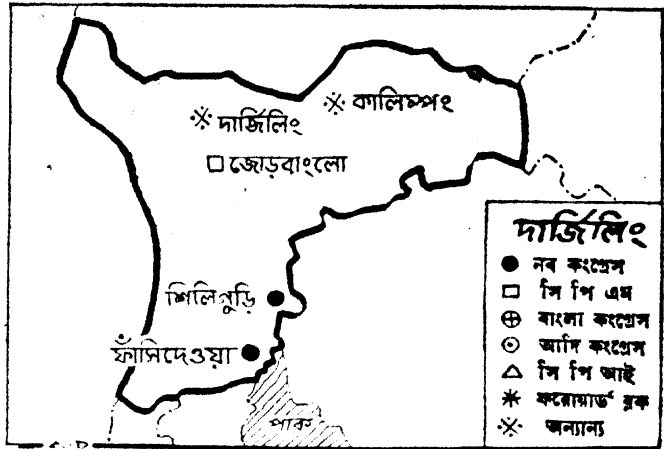 কালিম্পং
দার্জিলিং
জোড়বাংলো
শিলিগুড়ি
ফাঁসিদেওয়া
পাক
দার্জিলিং
নব কংগ্রেস
সি পি এম
বাংলা কংগ্রেস
আদি কংগ্রেস
সি পি আই
ফরোয়ার্ড ব্লক
অন্যান্য